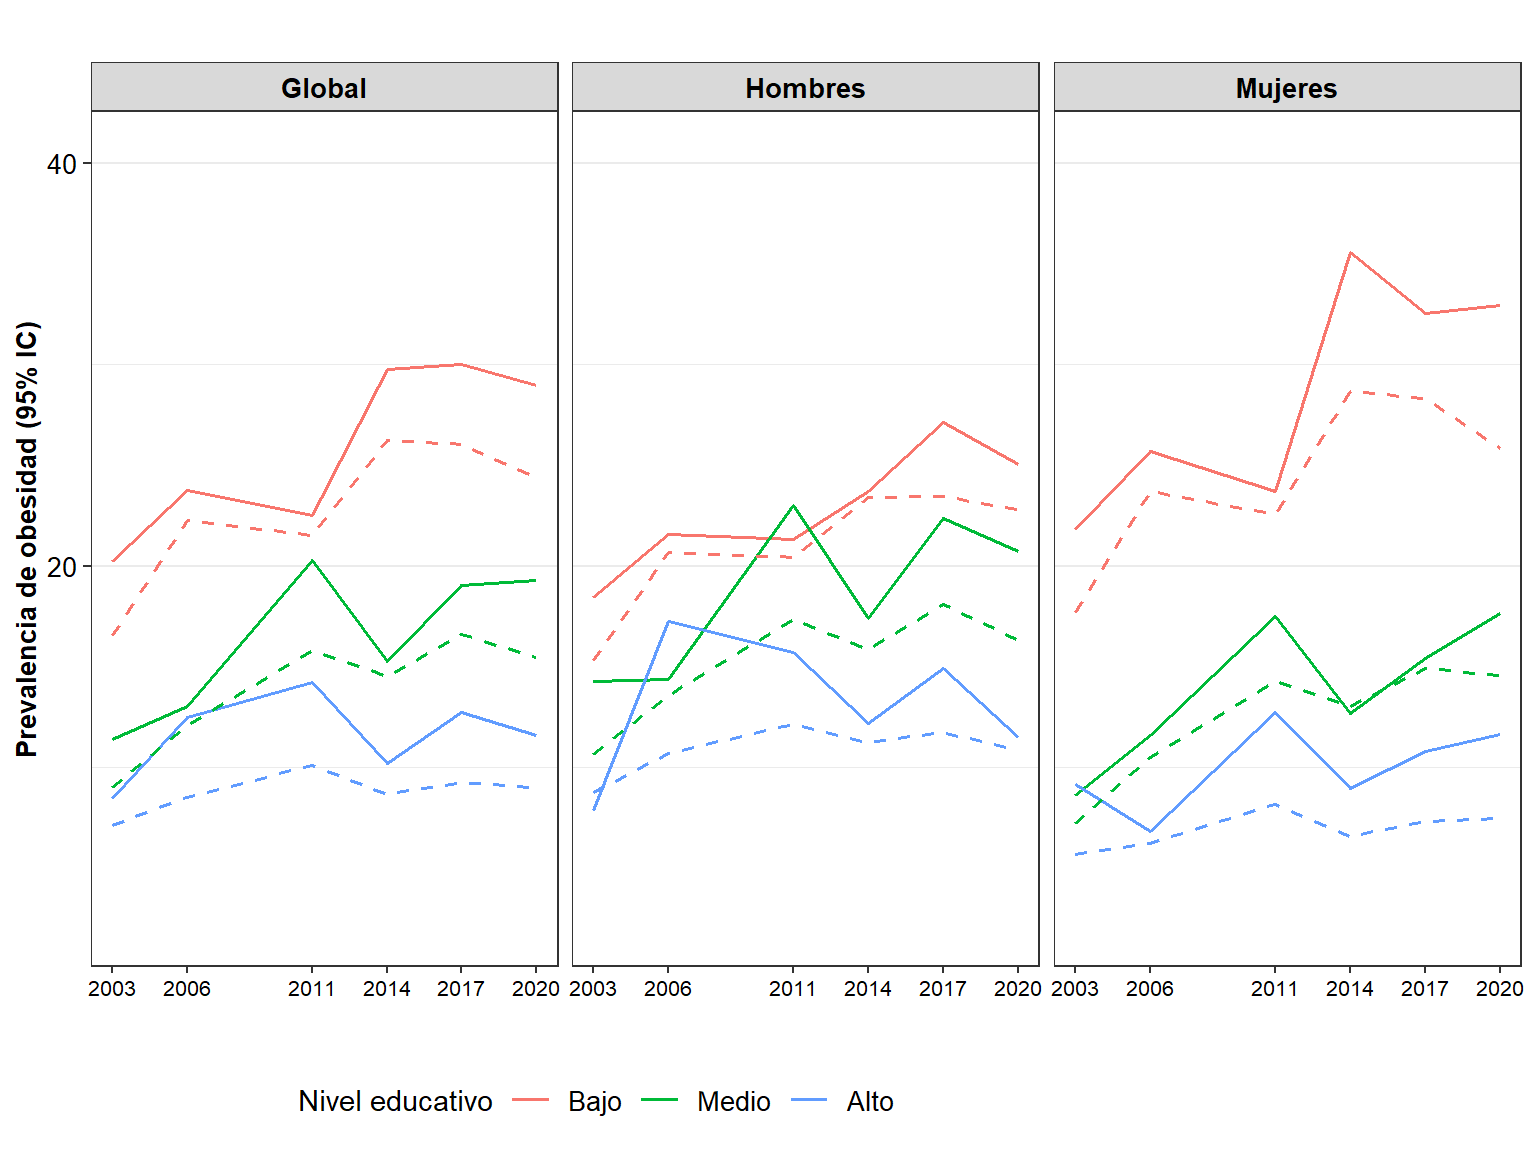 Global Hombres Mujeres
40
20
Prevalencia de obesidad (95% IC)
2003 2006 2011 2014 2017 2020 2003 2006 2011 2014 2017 2020 2003 2006 2011 2014 2017 2020
Nivel educativo Bajo Medio Alto